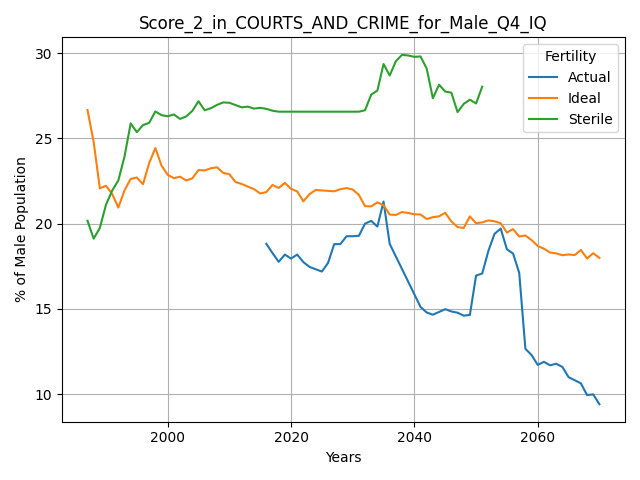 Score_2_in_COURTS_AND_CRIME_for_Male_Q4_IQ
% of Male Population
30
25
20
15
10
Fertility
Actual
Ideal
Sterile
2000
2020
2040
2060
Years